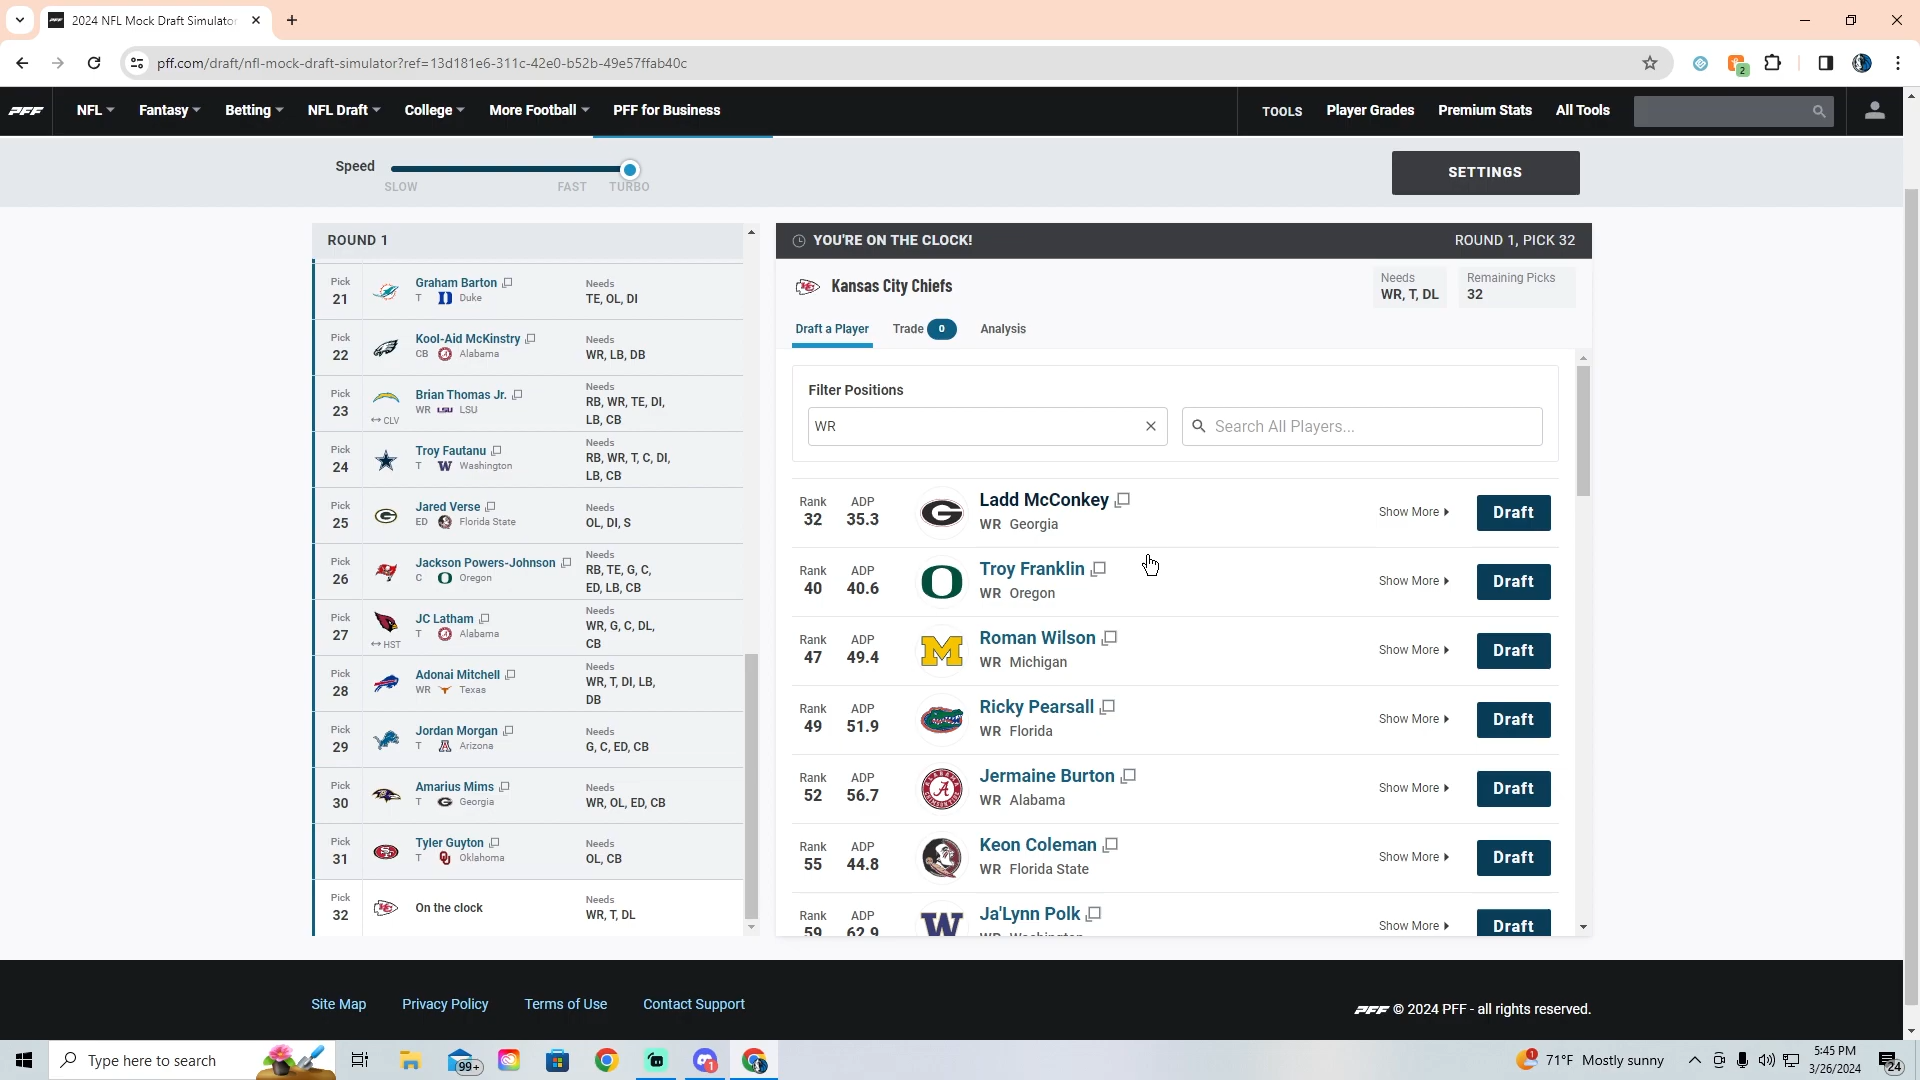 2024 NFL Mock Draft Simulator
pff.com/draft/nfl-mock-draft-simulator?ref=13d181e6-311c-42e0-b52b-49e57ffab40c
2
PFF
NFL
Fantasy
Betting
NFL Draft
College
More Football
PFF for Business
TOOLS
Player Grades
Premium Stats
All Tools
Speed
SLOW
FAST
TURBO
SETTINGS
ROUND 1
Pick
21
Graham Barton
T Duke
Needs
TE, OL, DI
Pick
22
Kool-Aid McKinstry
CB Alabama
Needs
WR, LB, DB
Pick
23
CLV
Brian Thomas Jr.
WR LSU LSU
Needs
RB, WR, TE, DI,
LB, CB
Pick
24
Troy Fautanu
T W Washington
Needs
RB, WR, T, C, DI,
LB, CB
Pick
25
Jared Verse
ED Florida State
Needs
OL, DI, S
Pick
26
Jackson Powers-Johnson
C Oregon
Needs
RB, TE, G, C,
ED, LB, CB
Pick
27
HST
JC Latham
T Alabama
Needs
WR, G, C, DL,
CB
Pick
28
Adonai Mitchell
WR Texas
Needs
WR, T, DI, LB,
DB
Pick
29
Jordan Morgan
T Arizona
Needs
G, C, ED, CB
Pick
30
Amarius Mims
T Georgia
Needs
WR, OL, ED, CB
Pick
31
Tyler Guyton
T Oklahoma
Needs
OL, CB
Pick
32
On the clock
Needs
WR, T, DL
YOU'RE ON THE CLOCK!
ROUND 1, PICK 32
Kansas City Chiefs
Needs
WR, T, DL
Remaining Picks
32
Draft a Player
Trade 0
Analysis
Filter Positions
WR
Search All Players...
Rank
32
ADP
35.3
Ladd McConkey
WR Georgia
Show More
Draft
Rank
40
ADP
40.6
Troy Franklin
WR Oregon
Show More
Draft
Rank
47
ADP
49.4
Roman Wilson
WR Michigan
Show More
Draft
Rank
49
ADP
51.9
Ricky Pearsall
WR Florida
Show More
Draft
Rank
52
ADP
56.7
Jermaine Burton
WR Alabama
Show More
Draft
Rank
55
ADP
44.8
Keon Coleman
WR Florida State
Show More
Draft
Rank
59
ADP
62.9
Ja'Lynn Polk
WR Washington
Show More
Draft
Site Map
Privacy Policy
Terms of Use
Contact Support
PFF © 2024 PFF - all rights reserved.
Type here to search
99+
1
1
71°F Mostly sunny
5:45 PM
3/26/2024
24